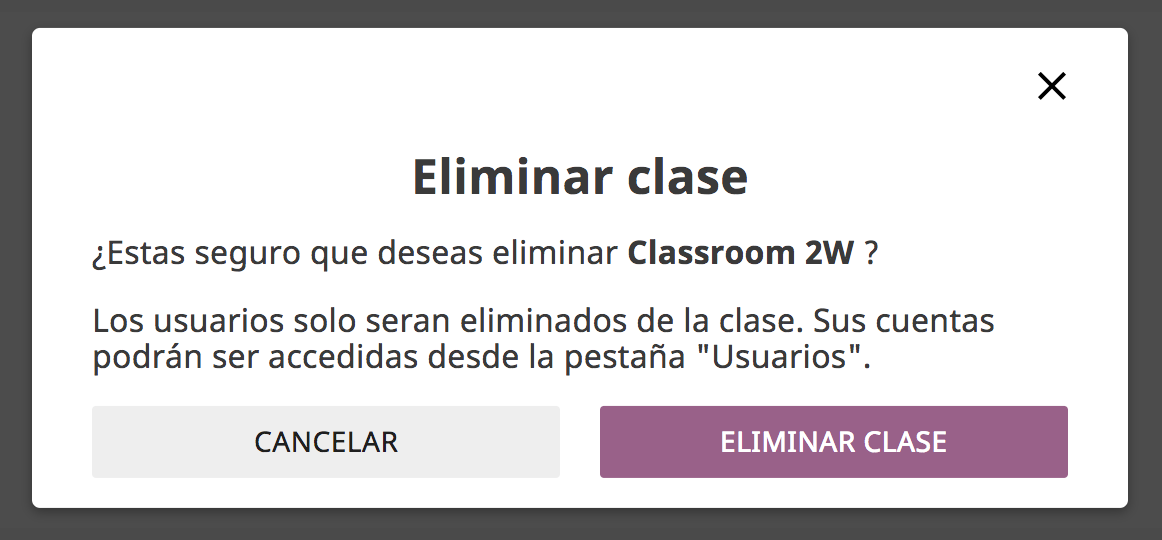 Eliminar clase
¿Estas seguro que deseas eliminar Classroom 2W ?
Los usuarios solo seran eliminados de la clase. Sus cuentas
podrán ser accedidas desde la pestaña "Usuarios".
CANCELAR
ELIMINAR CLASE